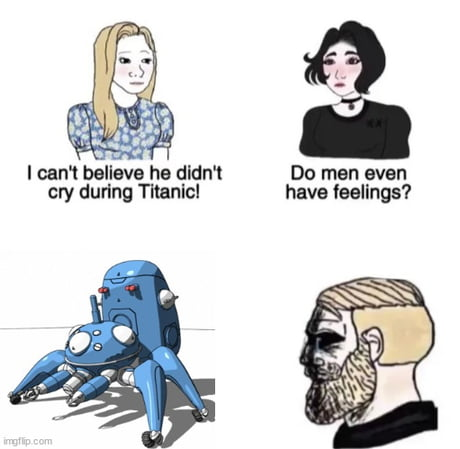 I can't believe he didn't
cry during Titanic!
Do men even
have feelings?
imgflip.com